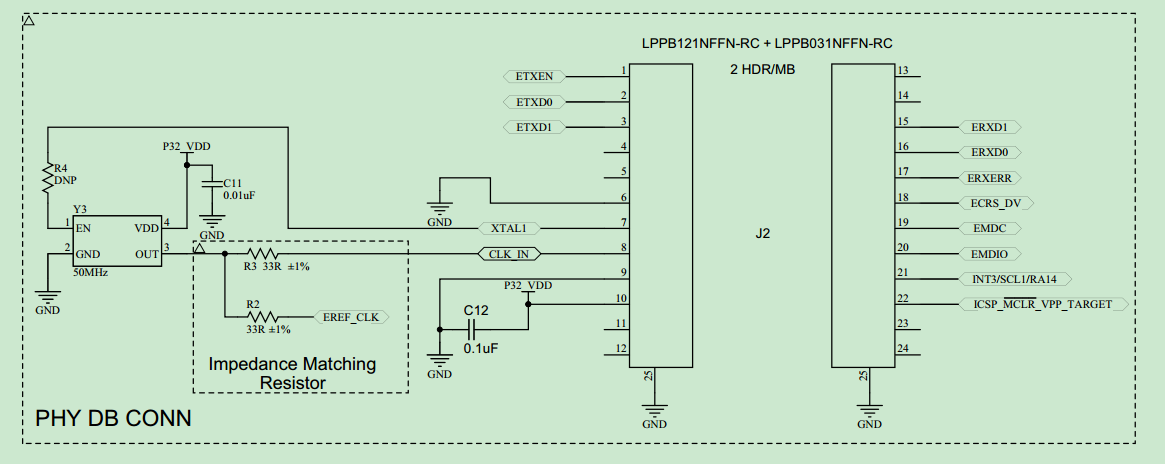 LPPB121NFFN-RC + LPPB031NFFN-RC
2 HDR/MB
ETXEN
1
ETXD0
2
ETXD1
3
4
5
6
GND
XTAL1
7
CLK_IN
8
9
P32_VDD
10
C12
0.1uF
GND
11
12
25
GND
J2
13
14
15
ERXD1
16
ERXD0
17
ERXERR
18
ECRS_DV
19
EMDC
20
EMDIO
21
INT3/SCL1/RA14
22
ICSP_MCLR_VPP_TARGET
23
24
25
GND
R4
DNP
P32_VDD
C11
0.01uF
GND
Y3
1
EN
VDD
4
2
GND
OUT
3
50MHz
GND
R3 33R ±1%
R2
33R ±1%
EREF_CLK
Impedance Matching
Resistor
PHY DB CONN